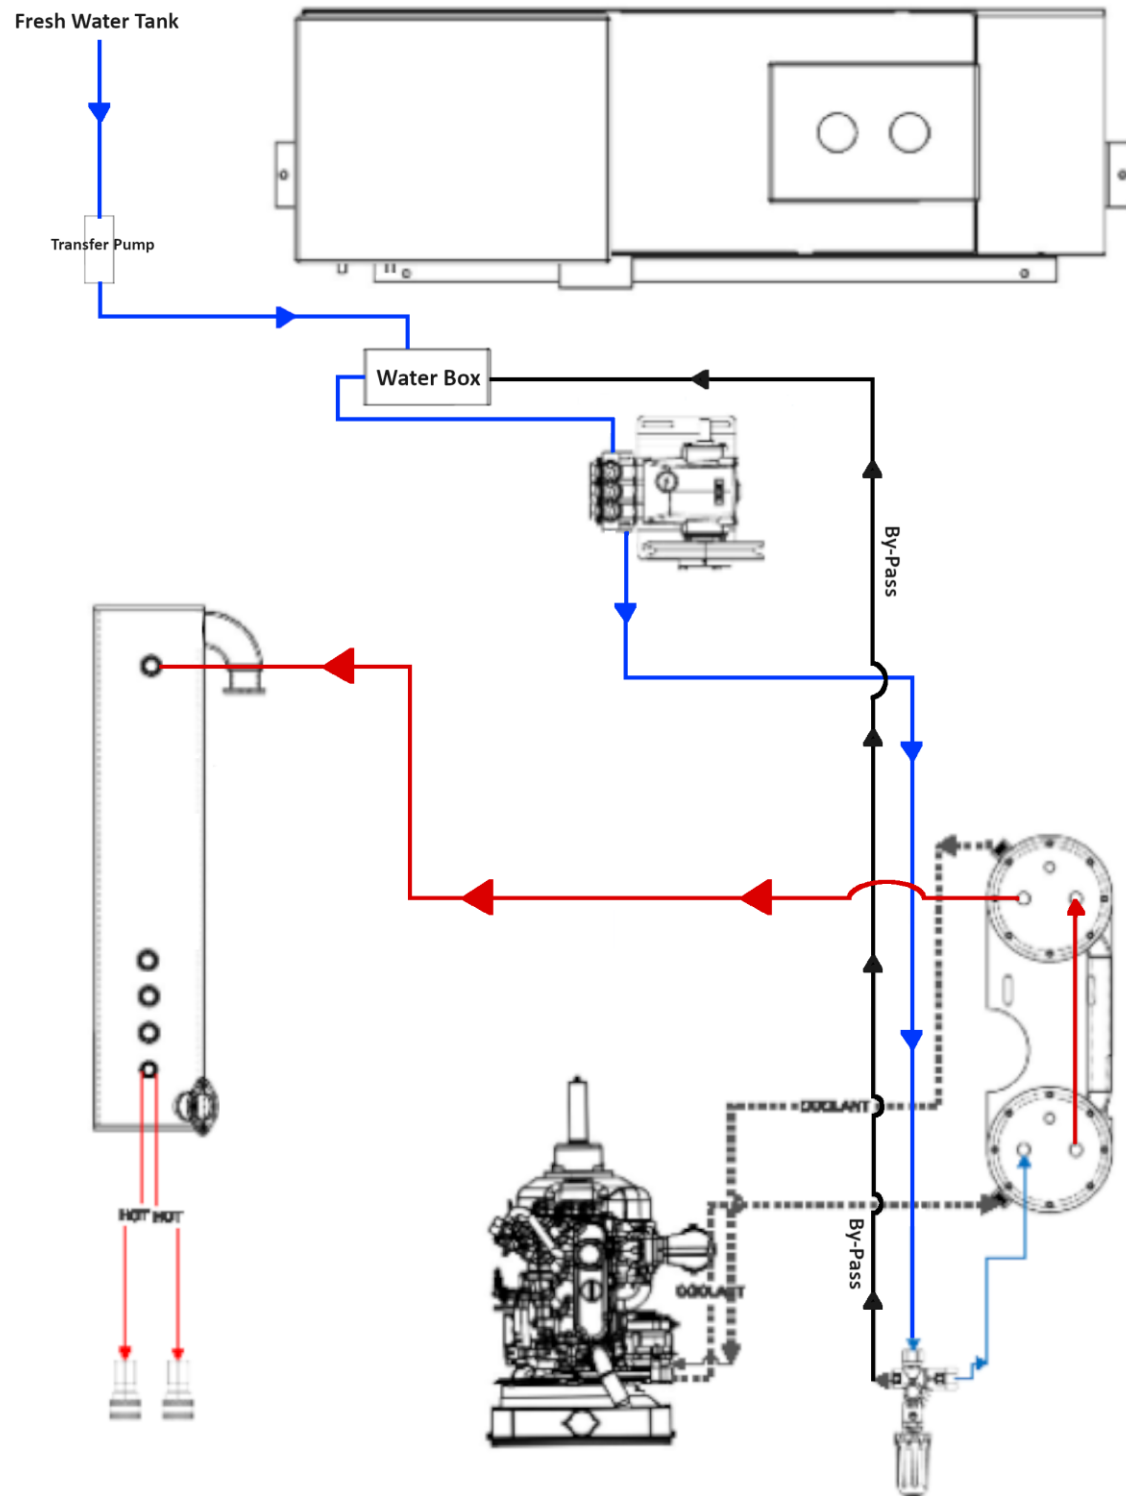 Fresh Water Tank
Transfer Pump
Water Box
By-Pass
COOLANT
HOT HOT
By-Pass
COOLANT